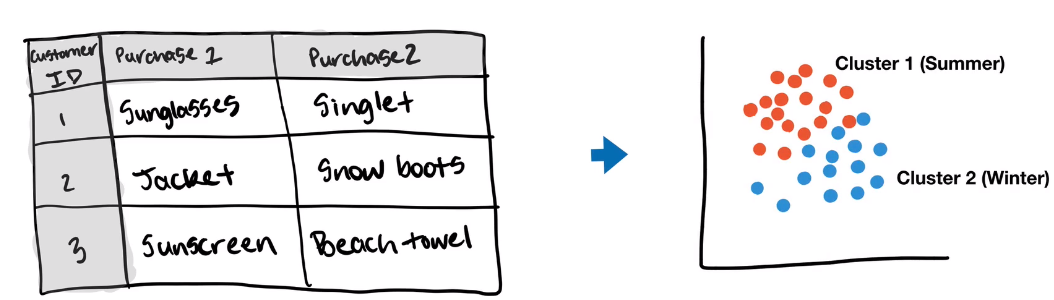 Customer ID Purchase 1 Purchase 2
1 Sunglasses Singlet
2 Jacket Snow boots
3 Sunscreen Beach towel
Cluster 1 (Summer)
Cluster 2 (Winter)